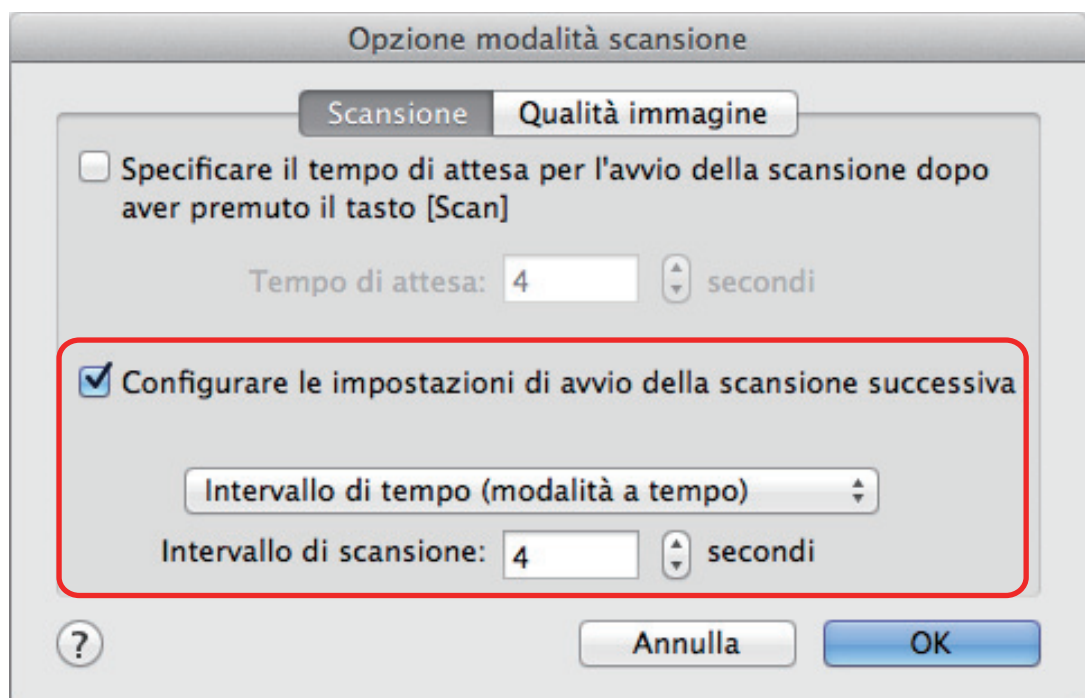 Opzione modalità scansione
Scansione Qualità immagine
Specificare il tempo di attesa per l'avvio della scansione dopo
aver premuto il tasto [Scan]
Tempo di attesa: 4 secondi
Configurare le impostazioni di avvio della scansione successiva
Intervallo di tempo (modalità a tempo)
Intervallo di scansione: 4 secondi
? Annulla OK